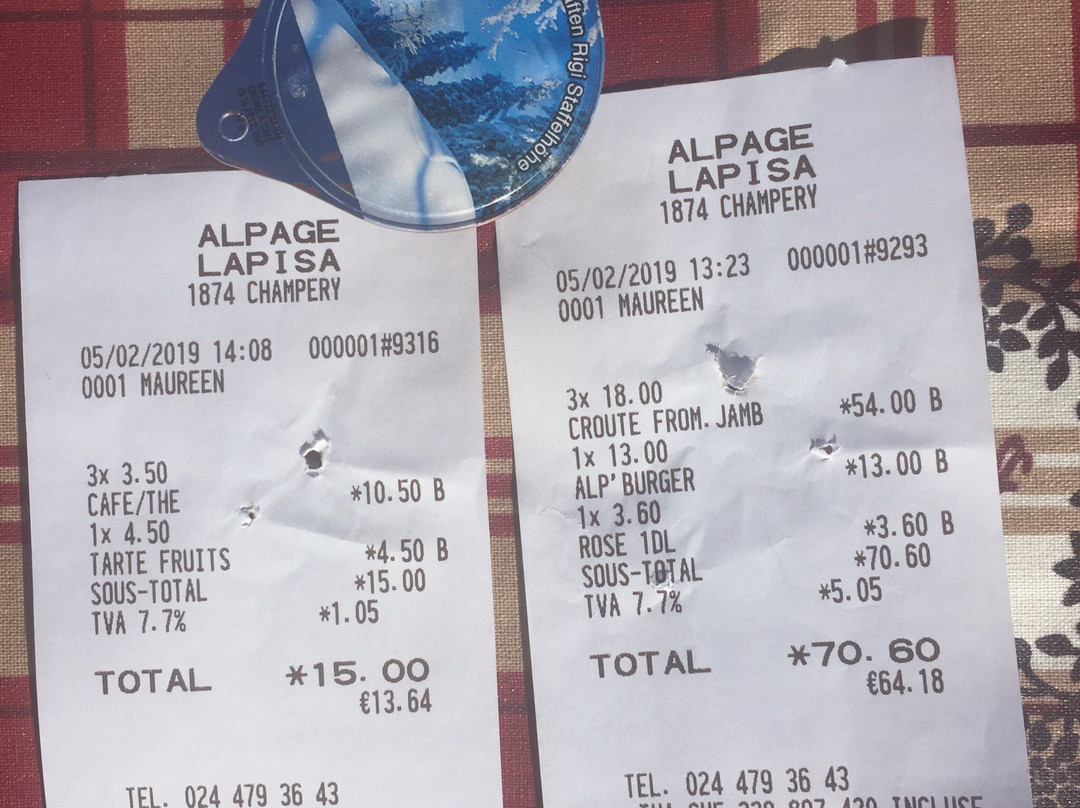 ften Rigi Staffelhöhe
ALPAGE
LAPISA
1874 CHAMPERY
05/02/2019 14:08 000001#9316
0001 MAUREEN
3x 3.50
CAFE/THE *10.50 B
1x 4.50
TARTE FRUITS *4.50 B
SOUS-TOTAL *15.00
TVA 7.7% *1.05
TOTAL *15.00
€13.64
TEL. 024 479 36 43
ALPAGE
LAPISA
1874 CHAMPERY
05/02/2019 13:23 000001#9293
0001 MAUREEN
3x 18.00
CROUTE FROM.JAMB *54.00 B
1x 13.00
ALP'BURGER *13.00 B
1x 3.60
ROSE 1DL *3.60 B
SOUS-TOTAL *70.60
TVA 7.7% *5.05
TOTAL *70.60
€64.18
TEL. 024 479 36 43